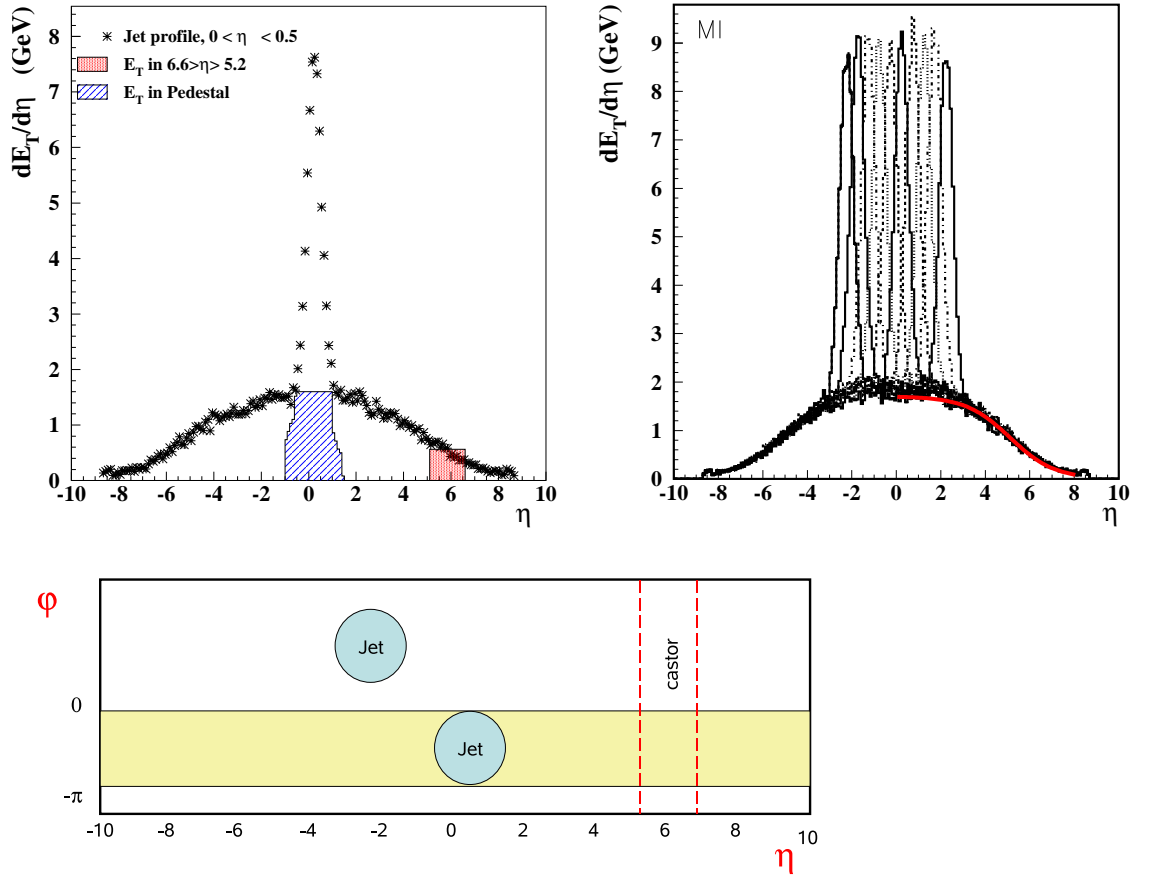 dE_T/dη (GeV)
8
7
6
5
4
3
2
1
0
Jet profile, 0 < η < 0.5
E_T in 6.6>η> 5.2
E_T in Pedestal
-10 -8 -6 -4 -2 0 2 4 6 8 10
η
dE_T/dη (GeV)
MI
9
8
7
6
5
4
3
2
1
0
-10 -8 -6 -4 -2 0 2 4 6 8 10
η
φ
Jet
castor
0
Jet
-π
-10 -8 -6 -4 -2 0 2 4 6 8 10
η